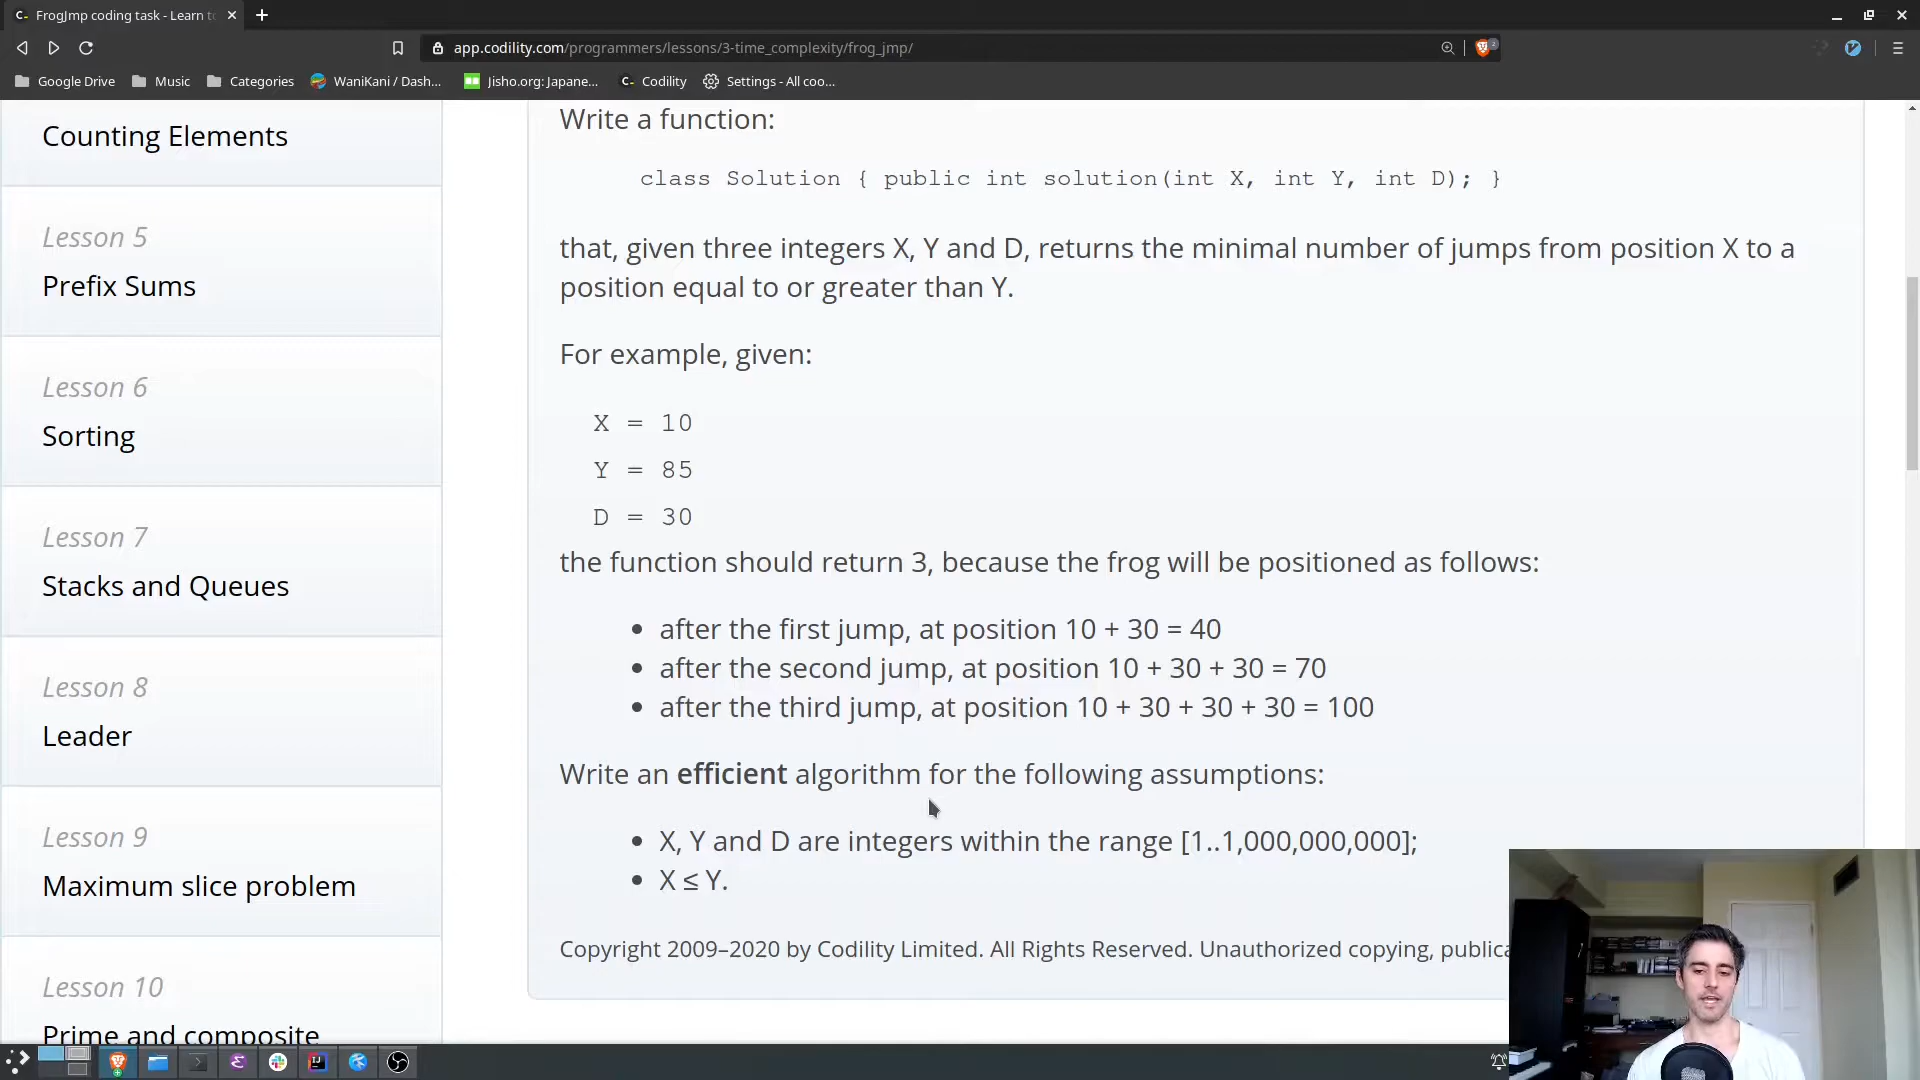 FrogJmp coding task - Learn to
app.codility.com/programmers/lessons/3-time_complexity/frog_jmp/
Google Drive Music Categories WaniKani / Dash... Jisho.org: Japane... Codility Settings - All coo...
Counting Elements
Lesson 5
Prefix Sums
Lesson 6
Sorting
Lesson 7
Stacks and Queues
Lesson 8
Leader
Lesson 9
Maximum slice problem
Lesson 10
Prime and composite
Write a function:
class Solution { public int solution(int X, int Y, int D); }
that, given three integers X, Y and D, returns the minimal number of jumps from position X to a
position equal to or greater than Y.
For example, given:
X = 10
Y = 85
D = 30
the function should return 3, because the frog will be positioned as follows:
• after the first jump, at position 10 + 30 = 40
• after the second jump, at position 10 + 30 + 30 = 70
• after the third jump, at position 10 + 30 + 30 + 30 = 100
Write an efficient algorithm for the following assumptions:
• X, Y and D are integers within the range [1..1,000,000,000];
• X ≤ Y.
Copyright 2009–2020 by Codility Limited. All Rights Reserved. Unauthorized copying, publica